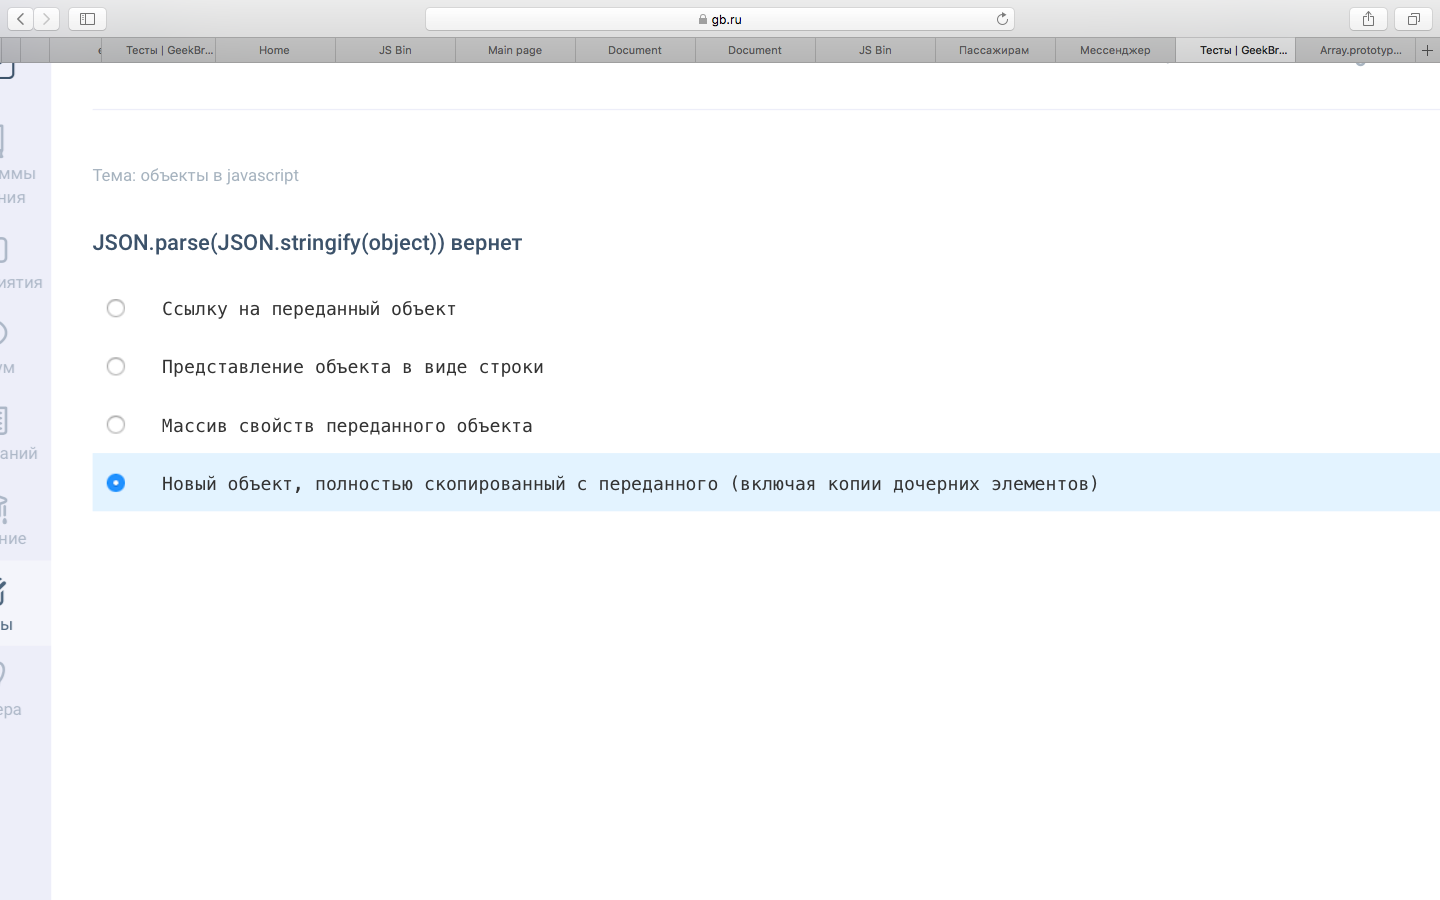 gb.ru
Тесты | GeekBr...
Home
JS Bin
Main page
Document
Document
JS Bin
Пассажирам
Мессенджер
Тесты | GeekBr...
Array.prototyp...
ммы
ния
иятия
ум
аний
ние
ы
ера
Тема: объекты в javascript
JSON.parse(JSON.stringify(object)) вернет
Ссылку на переданный объект
Представление объекта в виде строки
Массив свойств переданного объекта
Новый объект, полностью скопированный с переданного (включая копии дочерних элементов)